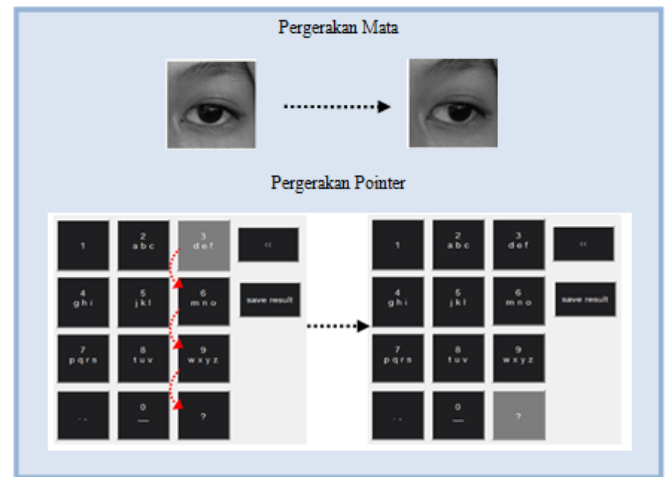 Pergerakan Mata
Pergerakan Pointer
1
2
abc
3
def
<<
4
ghi
5
jkl
6
mno
save result
7
pqrs
8
tuv
9
wxyz
. ,
0
__
?
1
2
abc
3
def
<<
4
ghi
5
jkl
6
mno
save result
7
pqrs
8
tuv
9
wxyz
. ,
0
__
?